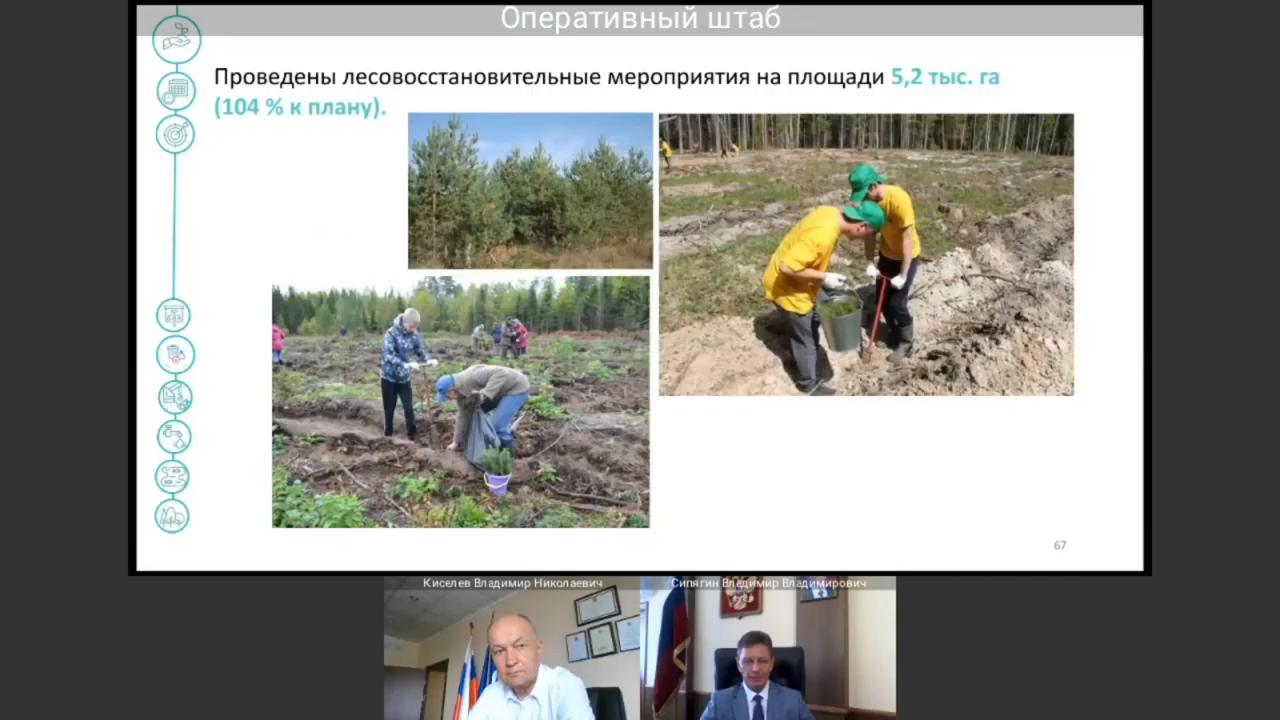 Оперативный штаб
Проведены лесовосстановительные мероприятия на площади 5,2 тыс. га
(104 % к плану).
67
Киселев Владимир Николаевич
Сипягин Владимир Владимирович